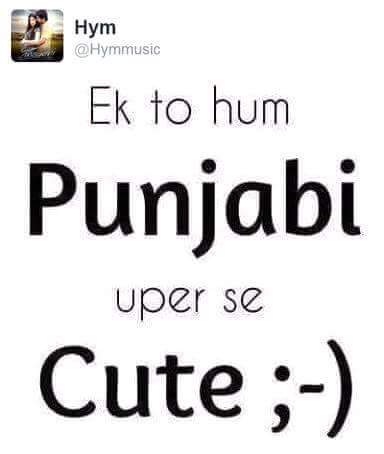 Hym
@Hymmusic
Ek to hum
Punjabi
uper se
Cute ;-)